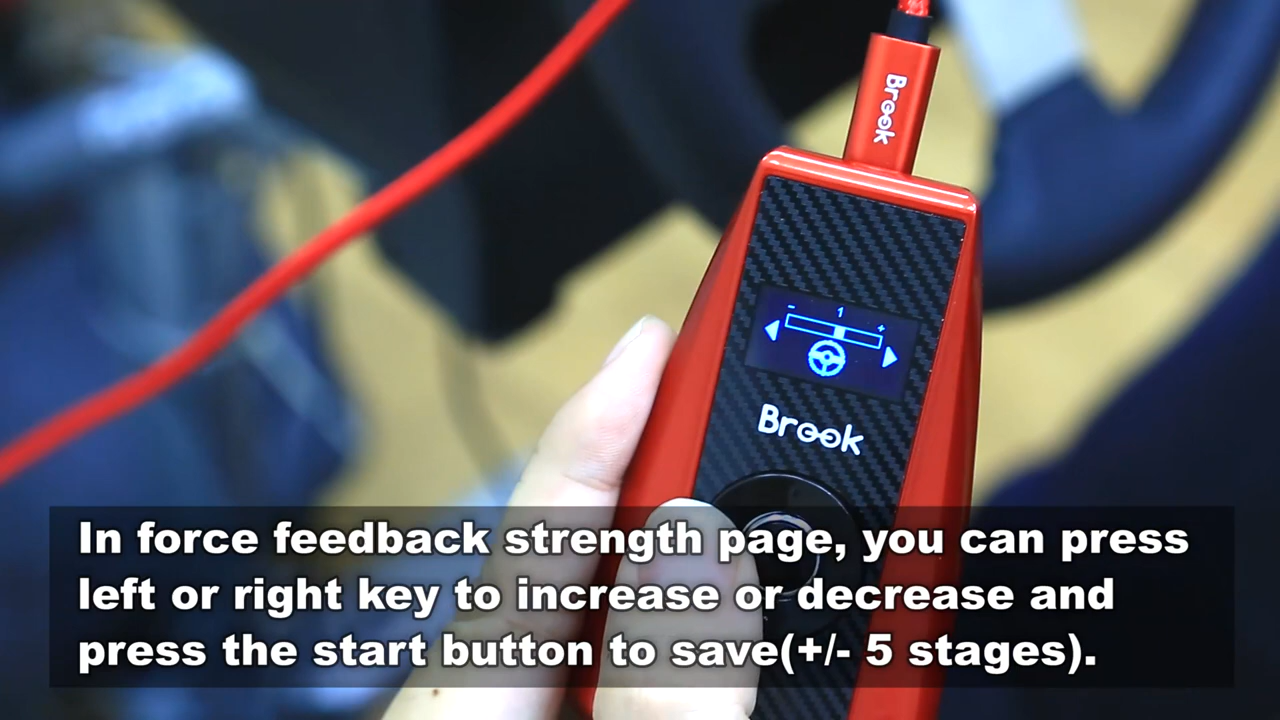 Brook
- 1 +
Brook
In force feedback strength page, you can press
left or right key to increase or decrease and
press the start button to save(+/- 5 stages).